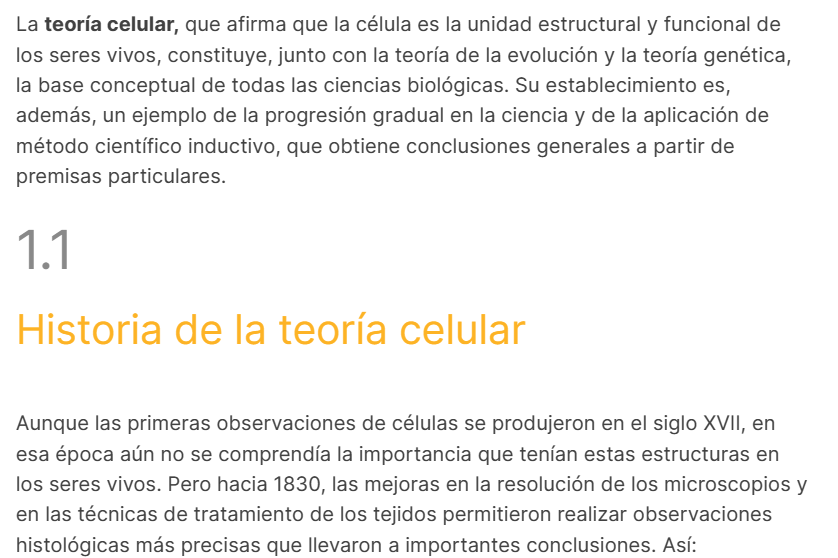 La teoría celular, que afirma que la célula es la unidad estructural y funcional de
los seres vivos, constituye, junto con la teoría de la evolución y la teoría genética,
la base conceptual de todas las ciencias biológicas. Su establecimiento es,
además, un ejemplo de la progresión gradual en la ciencia y de la aplicación de
método científico inductivo, que obtiene conclusiones generales a partir de
premisas particulares.
1.1
Historia de la teoría celular
Aunque las primeras observaciones de células se produjeron en el siglo XVII, en
esa época aún no se comprendía la importancia que tenían estas estructuras en
los seres vivos. Pero hacia 1830, las mejoras en la resolución de los microscopios y
en las técnicas de tratamiento de los tejidos permitieron realizar observaciones
histológicas más precisas que llevaron a importantes conclusiones. Así: